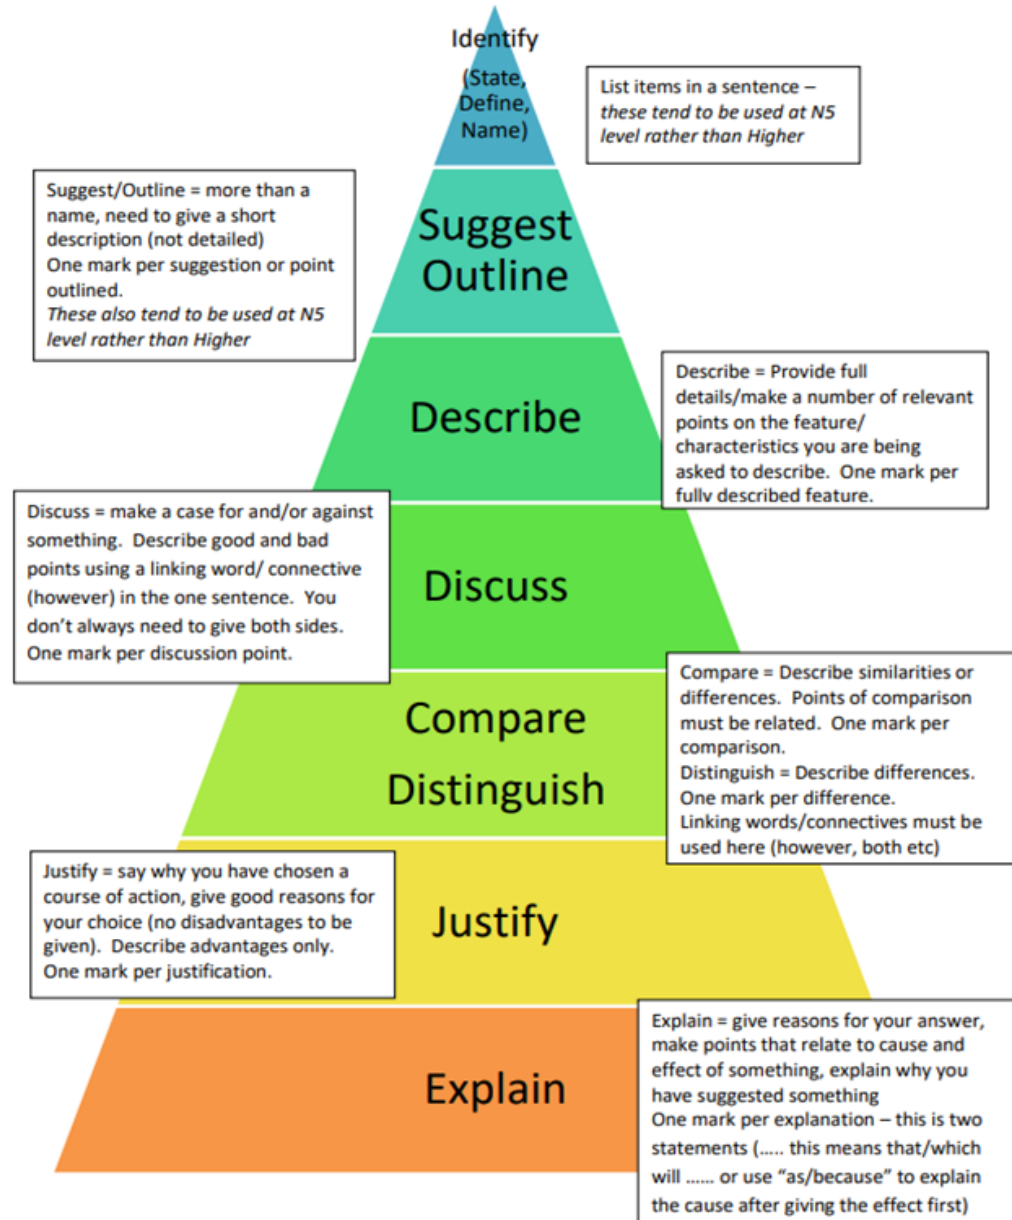 Identify
(State,
Define,
Name)
List items in a sentence –
these tend to be used at N5
level rather than Higher
Suggest/Outline = more than a
name, need to give a short
description (not detailed)
One mark per suggestion or point
outlined.
These also tend to be used at N5
level rather than Higher
Suggest
Outline
Describe
Describe = Provide full
details/make a number of relevant
points on the feature/
characteristics you are being
asked to describe.  One mark per
fully described feature.
Discuss = make a case for and/or against
something.  Describe good and bad
points using a linking word/ connective
(however) in the one sentence.  You
don't always need to give both sides.
One mark per discussion point.
Discuss
Compare
Distinguish
Compare = Describe similarities or
differences.  Points of comparison
must be related.  One mark per
comparison.
Distinguish = Describe differences.
One mark per difference.
Linking words/connectives must be
used here (however, both etc)
Justify = say why you have chosen a
course of action, give good reasons for
your choice (no disadvantages to be
given).  Describe advantages only.
One mark per justification.
Justify
Explain
Explain = give reasons for your answer,
make points that relate to cause and
effect of something, explain why you
have suggested something
One mark per explanation – this is two
statements (..... this means that/which
will ...... or use "as/because" to explain
the cause after giving the effect first)